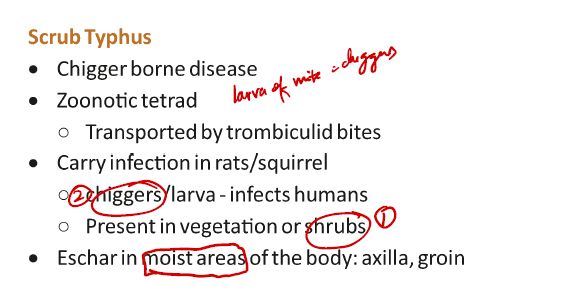 Scrub Typhus
• Chigger borne disease
• Zoonotic tetrad
larva of mite = chiggers
○ Transported by trombiculid bites
• Carry infection in rats/squirrel
○ ② chiggers/larva - infects humans
○ Present in vegetation or shrubs ①
• Eschar in moist areas of the body: axilla, groin